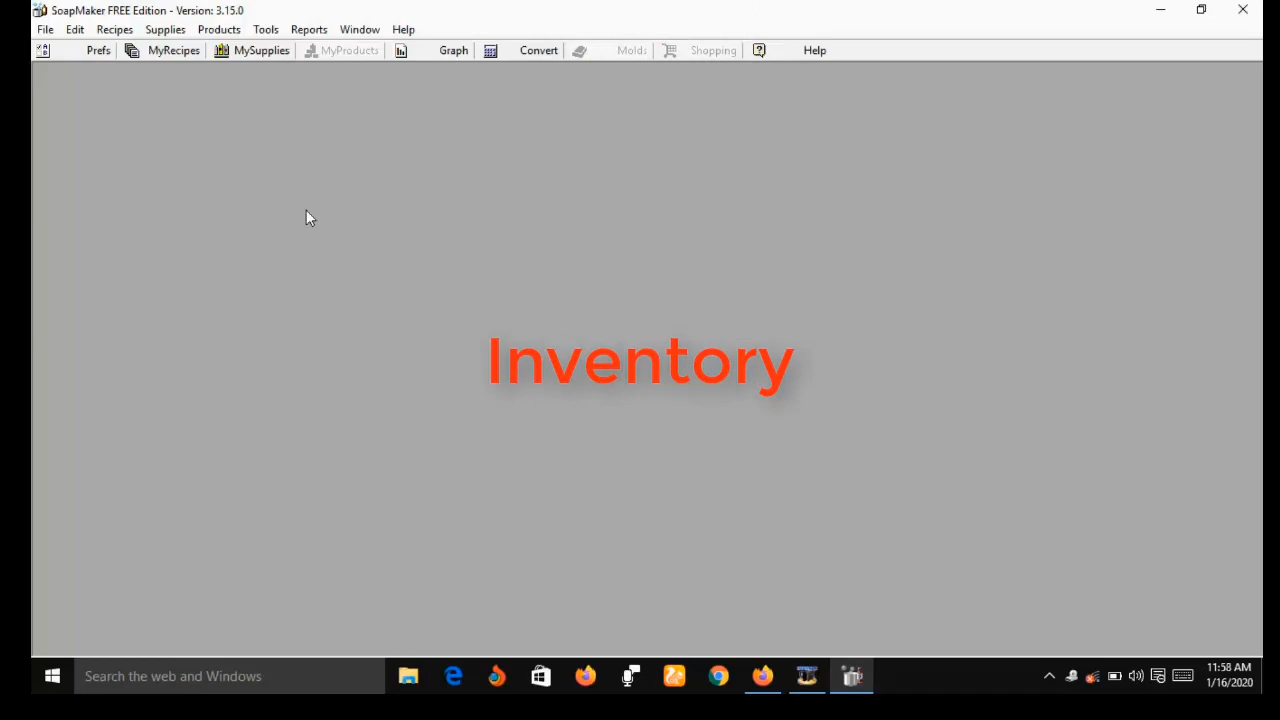 SoapMaker FREE Edition - Version: 3.15.0
File Edit Recipes Supplies Products Tools Reports Window Help
Prefs MyRecipes MySupplies MyProducts Graph Convert Molds Shopping Help
Inventory
Search the web and Windows
11:58 AM
1/16/2020